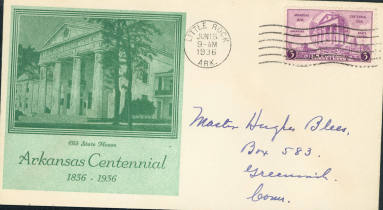 LITTLE ROCK
JUN 15
9-AM
1936
ARK.
Old State House
Arkansas Centennial
1836 - 1936
Master Hughes Blees,
Box 583.
Greenwich.
Conn.